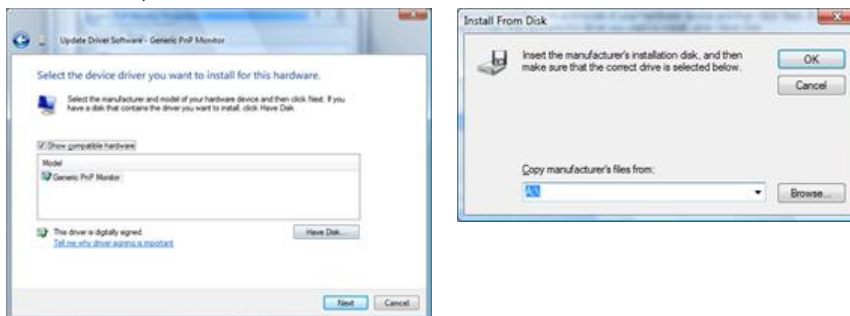 Update Driver Software - Generic PnP Monitor
Select the device driver you want to install for this hardware.
Select the manufacturer and model of your hardware device and then click Next. If you
have a disk that contains the driver you want to install, click Have Disk.
Show compatible hardware
Model
Generic PnP Monitor
This driver is digitally signed.
Have Disk...
Tell me why driver signing is important
Next
Cancel
Install From Disk
Insert the manufacturer's installation disk, and then
make sure that the correct drive is selected below.
OK
Cancel
Copy manufacturer's files from:
A:\
Browse...